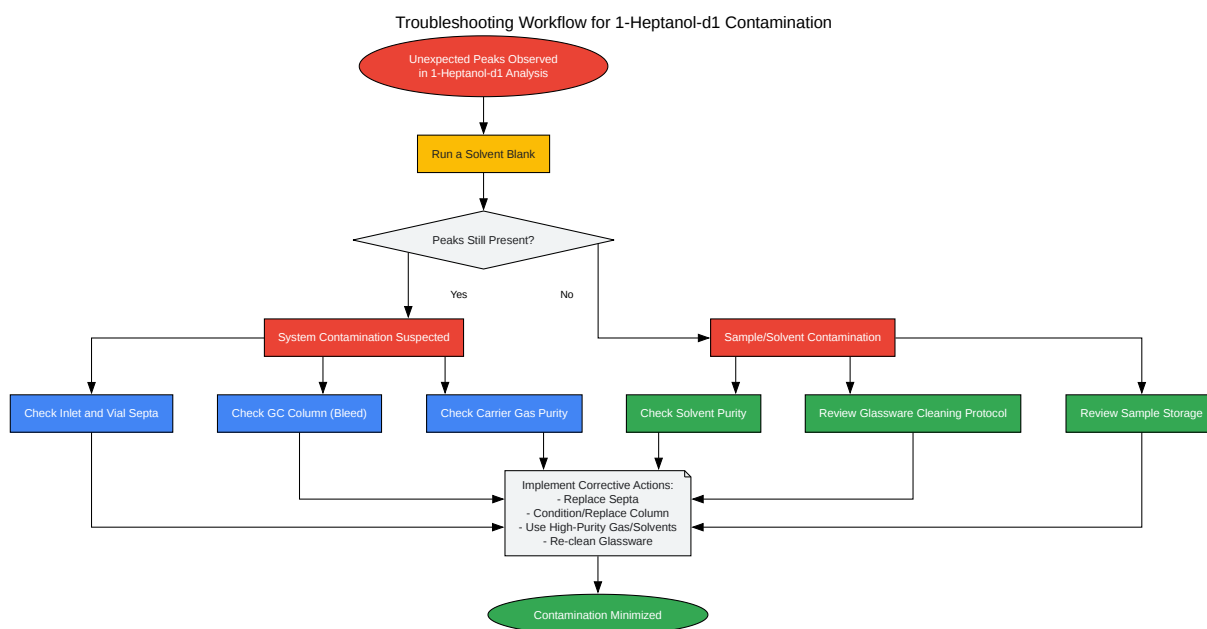 Troubleshooting Workflow for 1-Heptanol-d1 Contamination
Unexpected Peaks Observed
in 1-Heptanol-d1 Analysis
Run a Solvent Blank
Peaks Still Present?
Yes
No
System Contamination Suspected
Sample/Solvent Contamination
Check Inlet and Vial Septa
Check GC Column (Bleed)
Check Carrier Gas Purity
Check Solvent Purity
Review Glassware Cleaning Protocol
Review Sample Storage
Implement Corrective Actions:
- Replace Septa
- Condition/Replace Column
- Use High-Purity Gas/Solvents
- Re-clean Glassware
Contamination Minimized